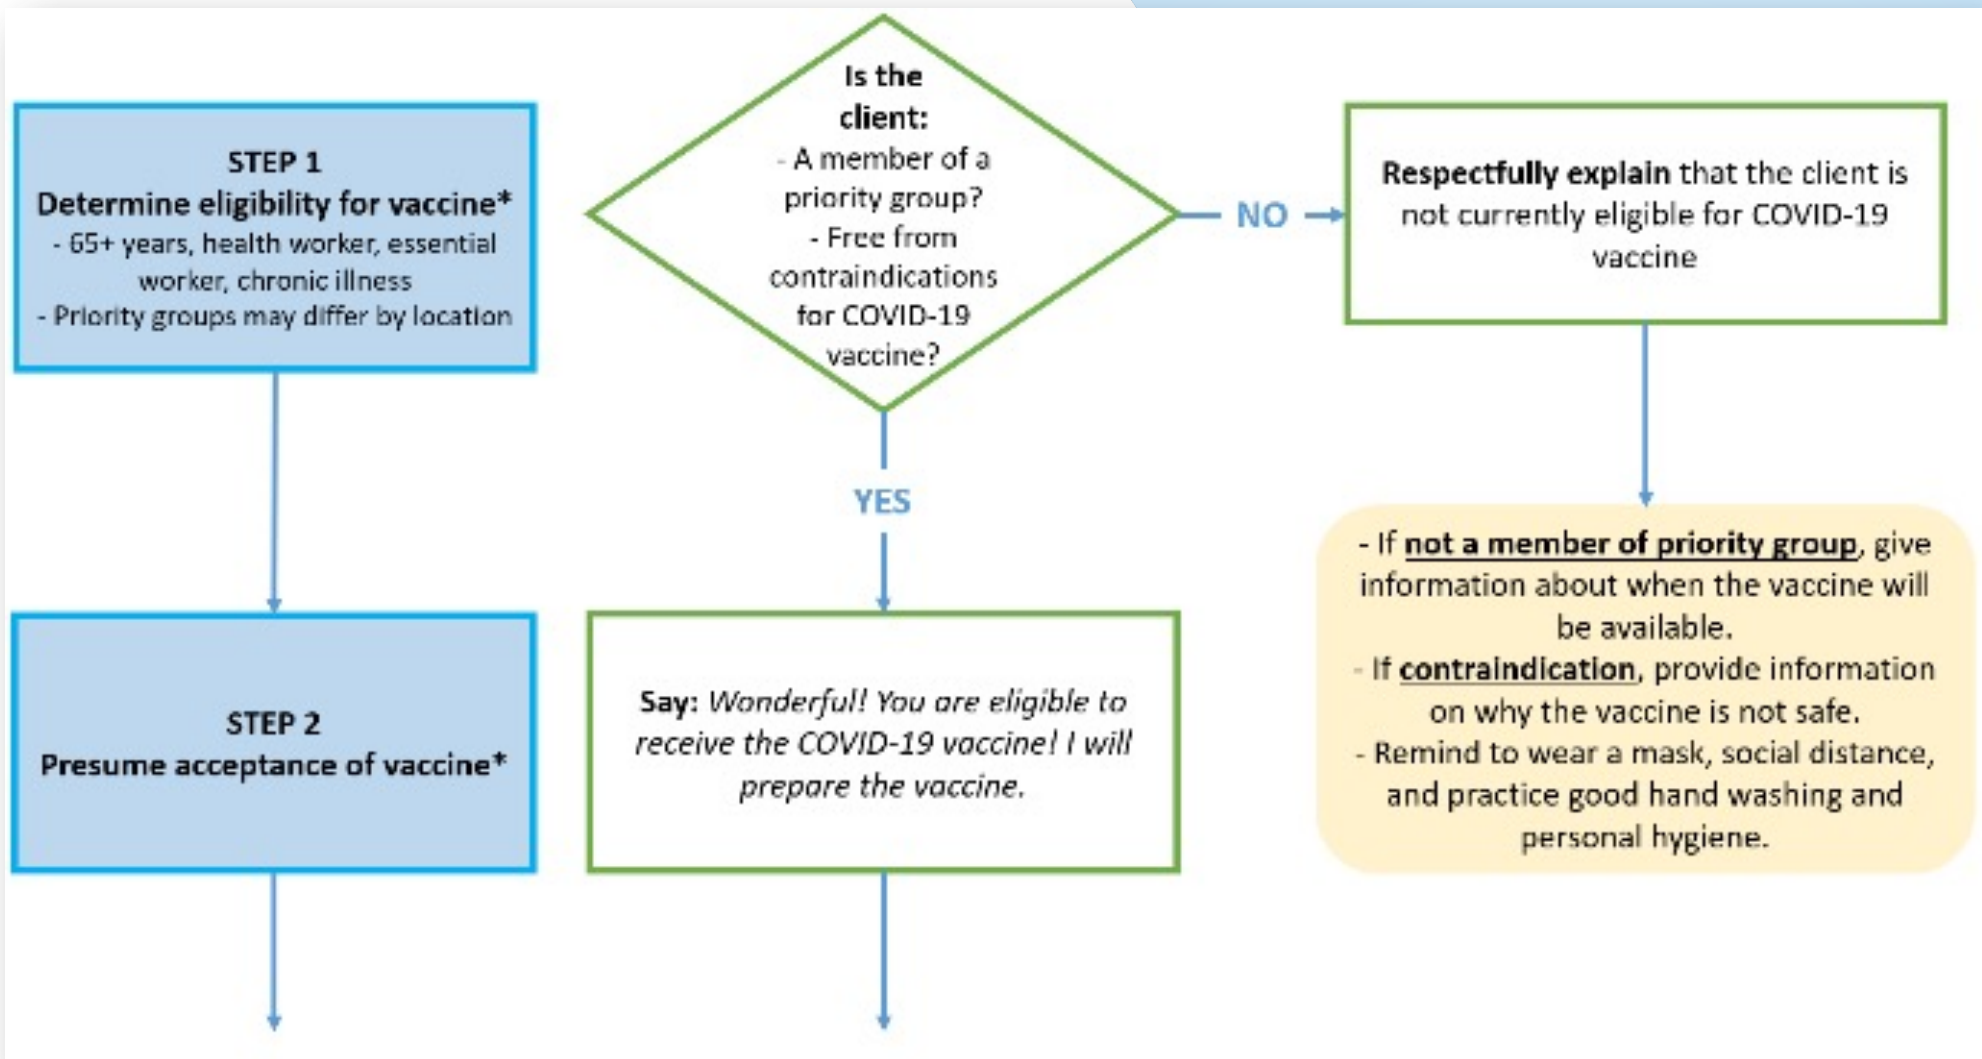 STEP 1
Determine eligibility for vaccine*
- 65+ years, health worker, essential
worker, chronic illness
- Priority groups may differ by location
Is the
client:
- A member of a
priority group?
- Free from
contraindications
for COVID-19
vaccine?
NO
Respectfully explain that the client is
not currently eligible for COVID-19
vaccine
YES
- If not a member of priority group, give
information about when the vaccine will
be available.
- If contraindication, provide information
on why the vaccine is not safe.
- Remind to wear a mask, social distance,
and practice good hand washing and
personal hygiene.
STEP 2
Presume acceptance of vaccine*
Say: Wonderful! You are eligible to
receive the COVID-19 vaccine! I will
prepare the vaccine.